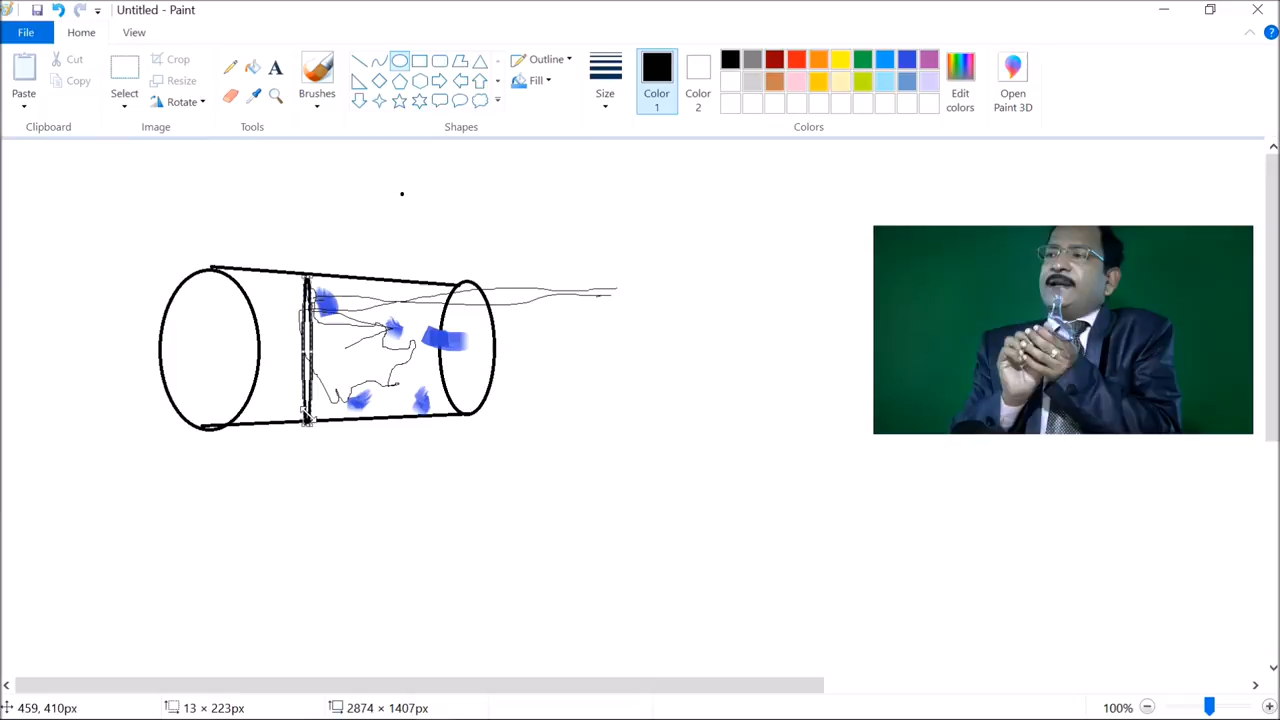 Untitled - Paint
File Home View
Cut
Copy
Paste
Clipboard
Crop
Resize
Rotate
Select
Image
A
Tools
Brushes
Outline
Fill
Shapes
Size
Color 1
Color 2
Edit colors
Open Paint 3D
Colors
459, 410px
13 × 223px
2874 × 1407px
100%